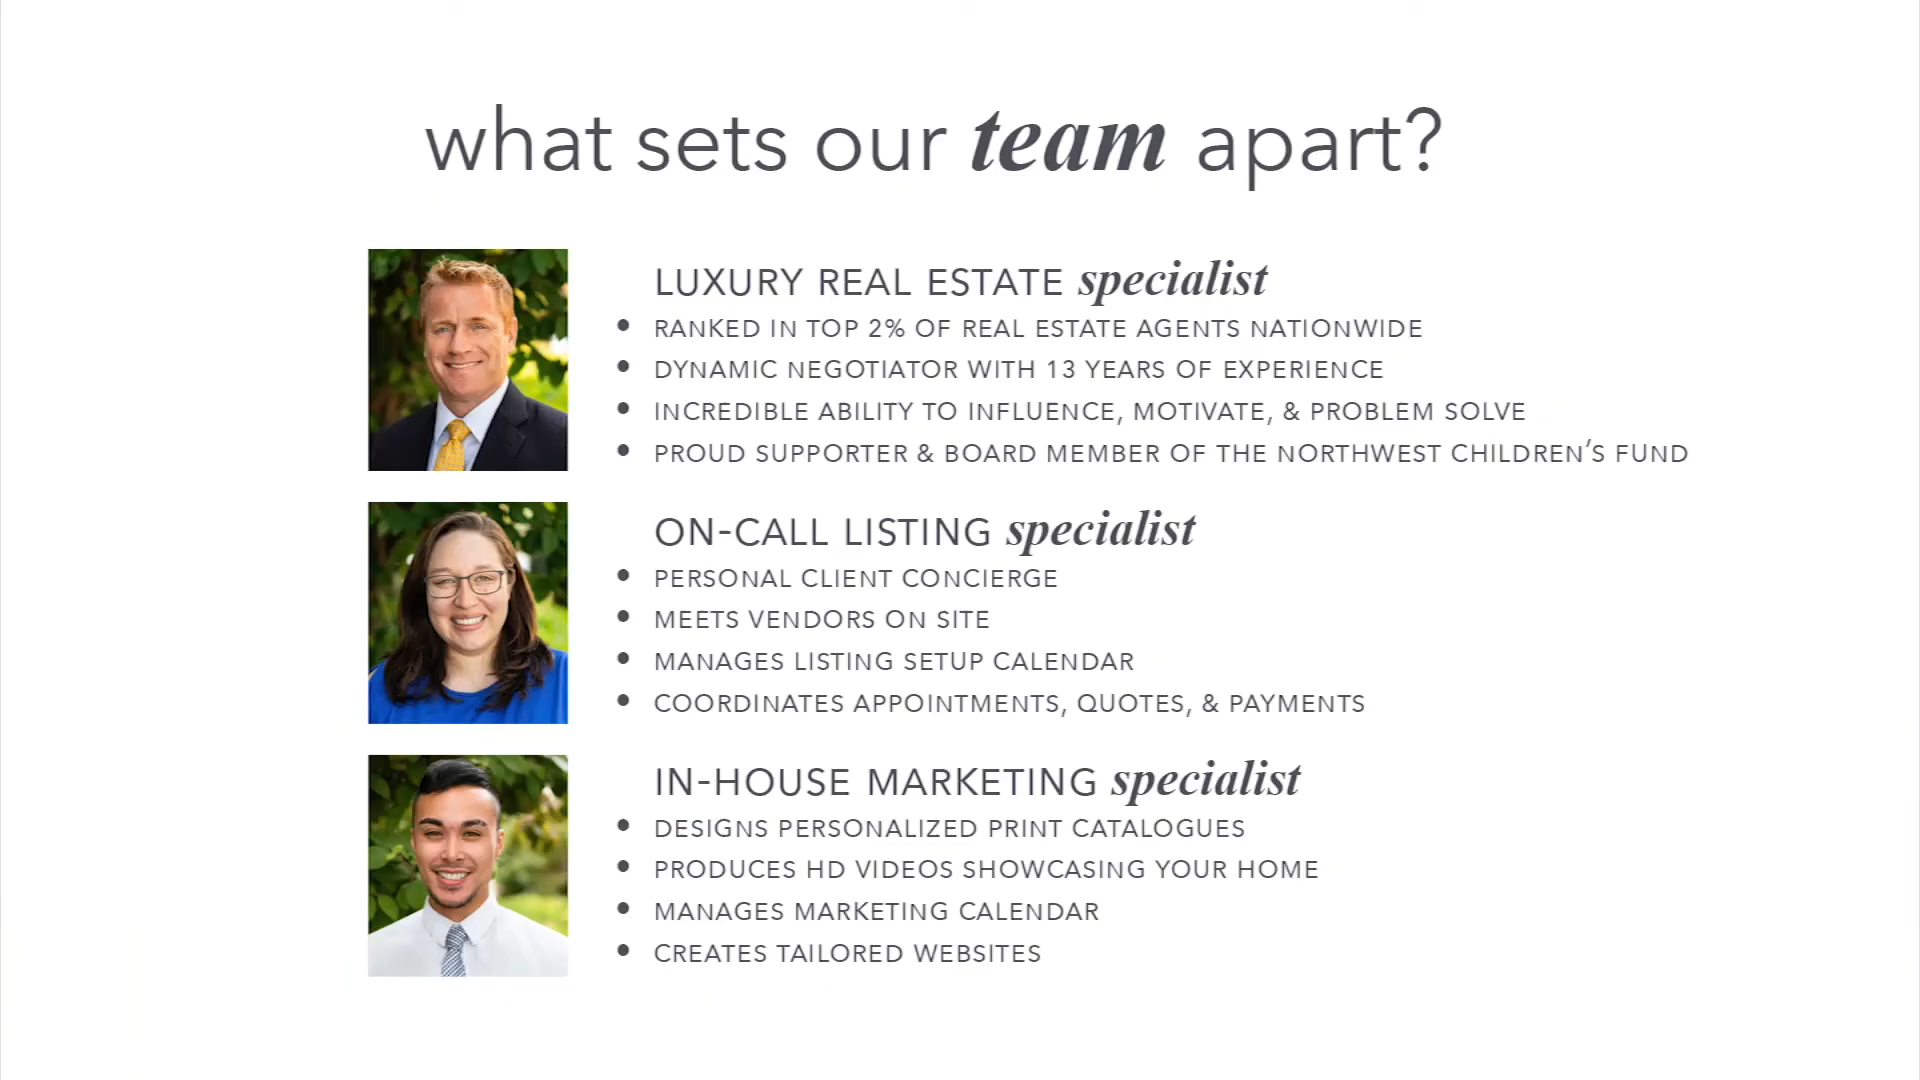 what sets our team apart?
LUXURY REAL ESTATE specialist
• RANKED IN TOP 2% OF REAL ESTATE AGENTS NATIONWIDE
• DYNAMIC NEGOTIATOR WITH 13 YEARS OF EXPERIENCE
• INCREDIBLE ABILITY TO INFLUENCE, MOTIVATE, & PROBLEM SOLVE
• PROUD SUPPORTER & BOARD MEMBER OF THE NORTHWEST CHILDREN'S FUND
ON-CALL LISTING specialist
• PERSONAL CLIENT CONCIERGE
• MEETS VENDORS ON SITE
• MANAGES LISTING SETUP CALENDAR
• COORDINATES APPOINTMENTS, QUOTES, & PAYMENTS
IN-HOUSE MARKETING specialist
• DESIGNS PERSONALIZED PRINT CATALOGUES
• PRODUCES HD VIDEOS SHOWCASING YOUR HOME
• MANAGES MARKETING CALENDAR
• CREATES TAILORED WEBSITES